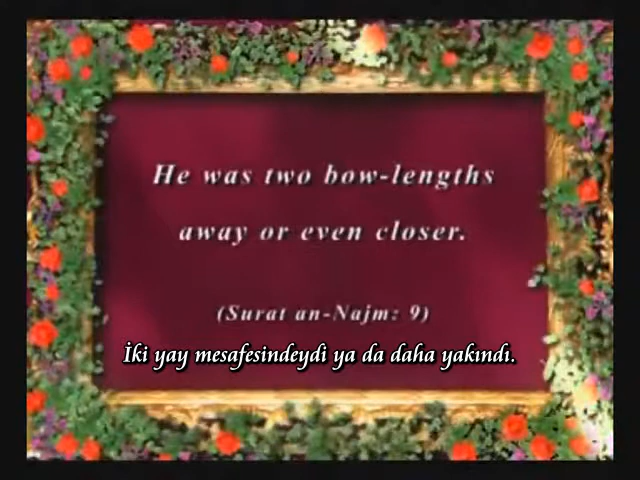 He was two bow-lengths
away or even closer.
(Surat an-Najm: 9)
İki yay mesafesindeydi ya da daha yakındı.